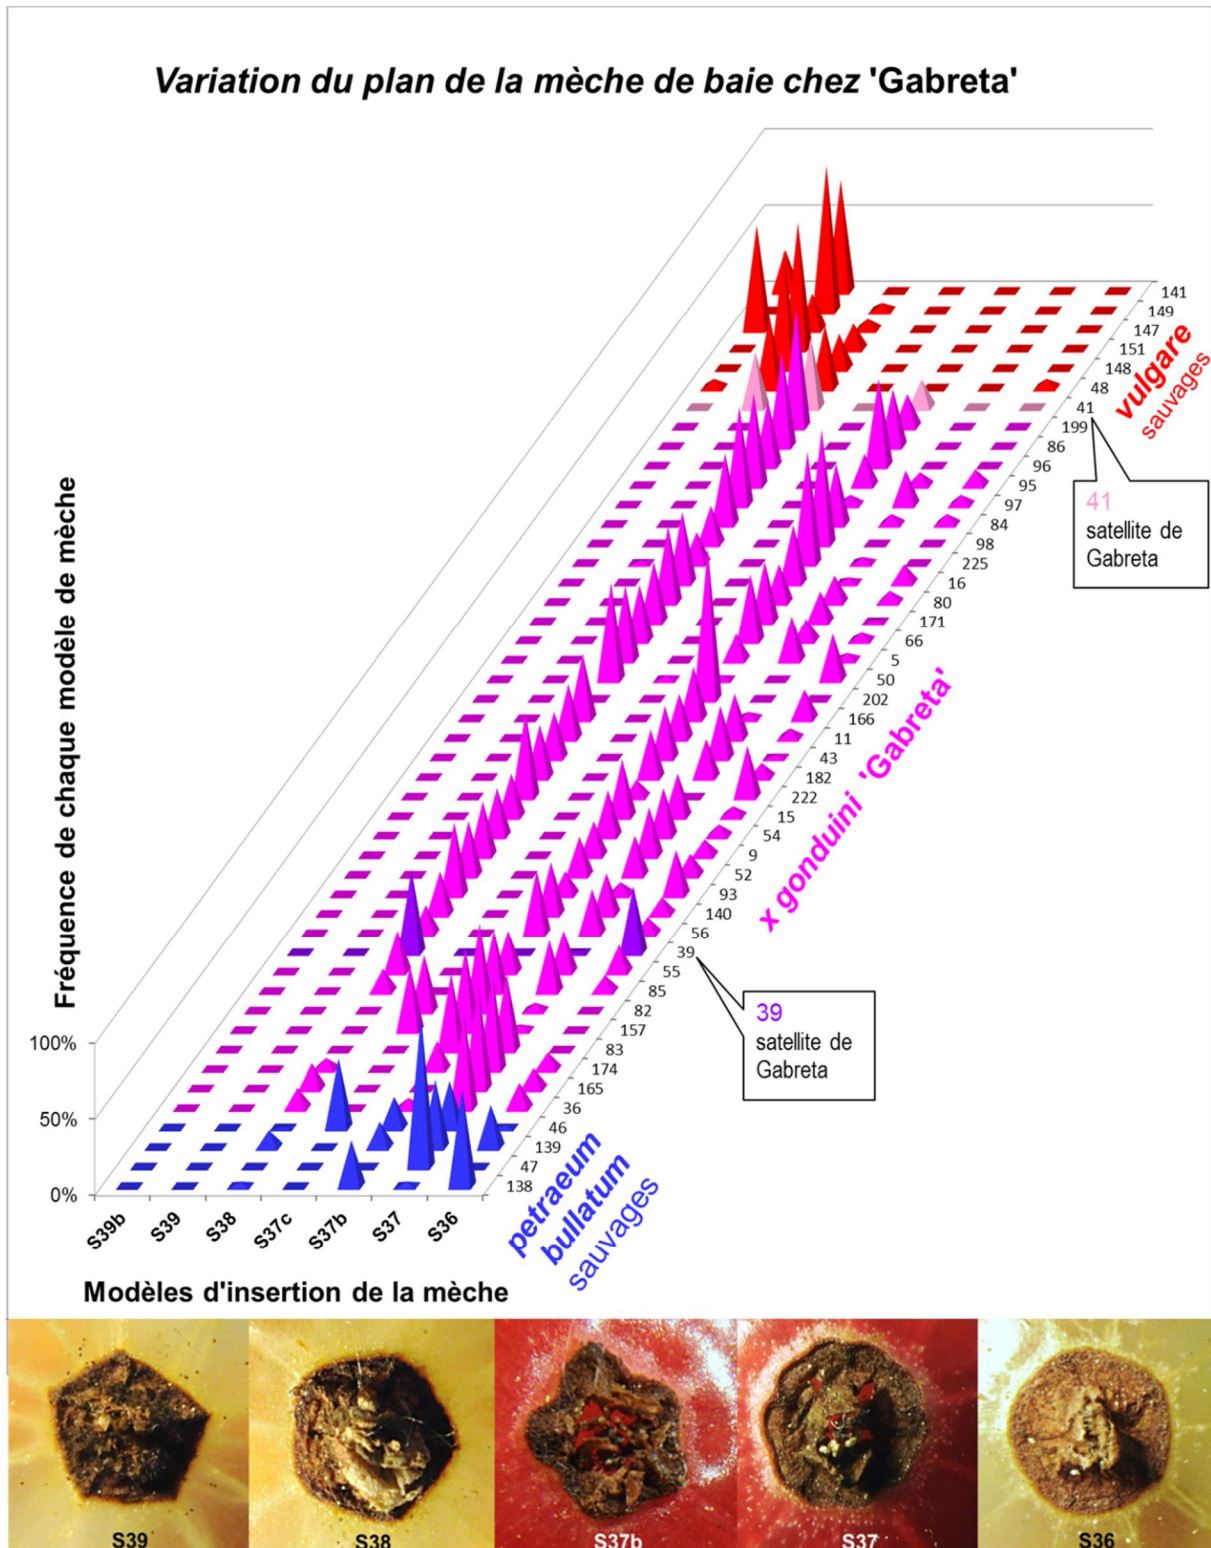 Variation du plan de la mèche de baie chez 'Gabreta'
Fréquence de chaque modèle de mèche
100%
50%
0%
S39b
S39
S38
S37c
S37b
S37
S36
Modèles d'insertion de la mèche
141
149
147
151
148
48
41
199
86
96
95
97
84
98
225
16
80
171
66
5
50
202
166
11
43
182
222
15
54
9
52
93
140
56
39
55
85
82
157
83
174
165
36
46
139
47
138
vulgare
sauvages
41
satellite de
Gabreta
x gonduini 'Gabreta'
39
satellite de
Gabreta
petraeum
bullatum
sauvages
S39
S38
S37b
S37
S36